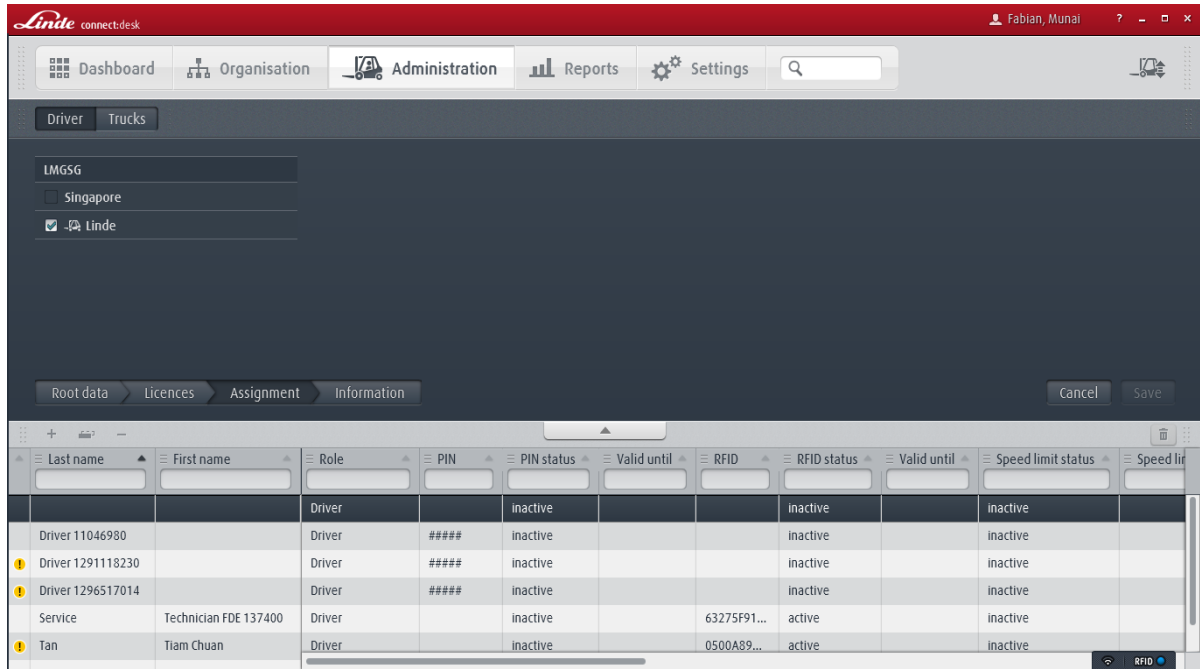 Linde connect:desk Fabian, Munai ?
Dashboard Organisation Administration Reports Settings
Driver Trucks
LMGSG
Singapore
Linde
Root data Licences Assignment Information Cancel Save
Last name First name Role PIN PIN status Valid until RFID RFID status Valid until Speed limit status Speed lir
Driver inactive inactive inactive
Driver 11046980 Driver ##### inactive inactive inactive
Driver 1291118230 Driver ##### inactive inactive inactive
Driver 1296517014 Driver ##### inactive inactive inactive
Service Technician FDE 137400 Driver inactive 63275F91... active inactive
Tan Tiam Chuan Driver inactive 0500A89... active inactive
RFID